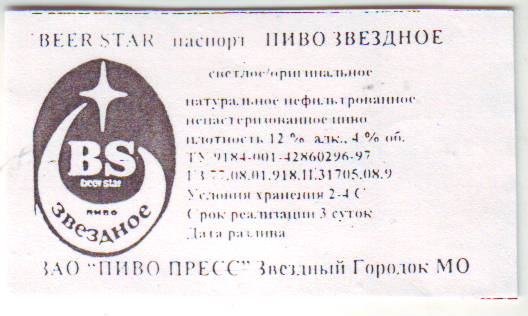 BEER STAR паспорт ПИВО ЗВЕЗДНОЕ
светлое/оригинальное
натуральное нефильтрованное
непастеризованное пиво
плотность 12 % алк., 4 % об.
ТУ 9184-001-42860296-97
ГЗ 77.08.01.918.П.31705.08.9
Условия хранения 2-4 С
Срок реализации 3 суток
Дата разлива
BS
beer star
пиво
звездное
ЗАО "ПИВО ПРЕСС" Звездный Городок МО